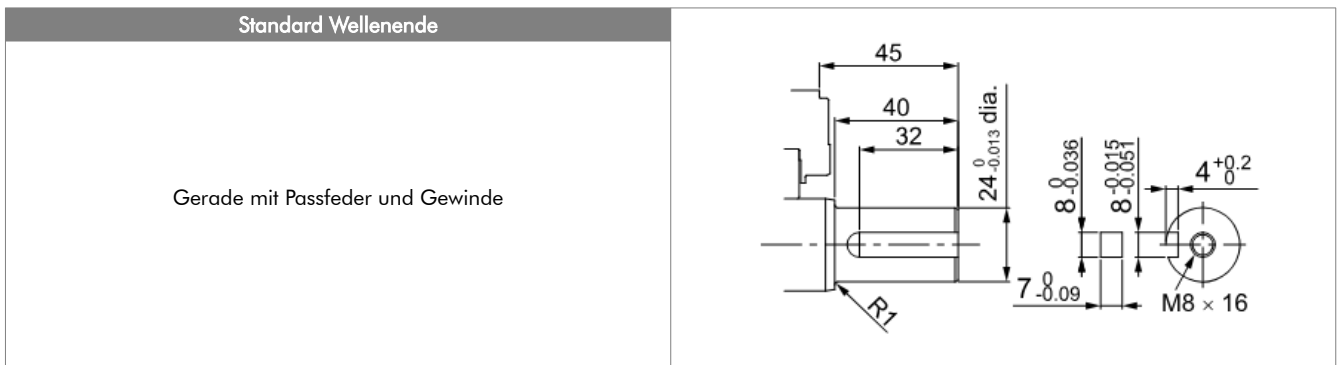 Standard Wellenende
Gerade mit Passfeder und Gewinde
45
40
32
24 0 -0.013 dia.
8 0 -0.036
8 -0.015 -0.051
4 +0.2 0
7 0 -0.09
R1
M8 × 16